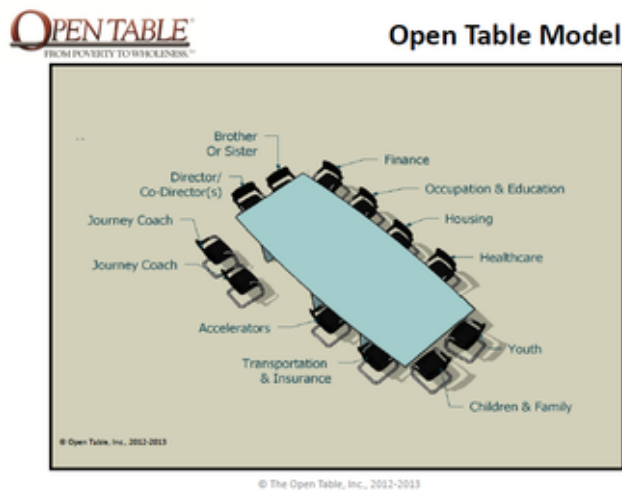 OPEN TABLE
FROM POVERTY TO WHOLENESS.™
Open Table Model
Brother
Or Sister
Finance
Director/
Co-Director(s)
Occupation & Education
Journey Coach
Housing
Journey Coach
Healthcare
Accelerators
Youth
Transportation
& Insurance
Children & Family
© Open Table, Inc., 2012-2013
© The Open Table, Inc., 2012-2013